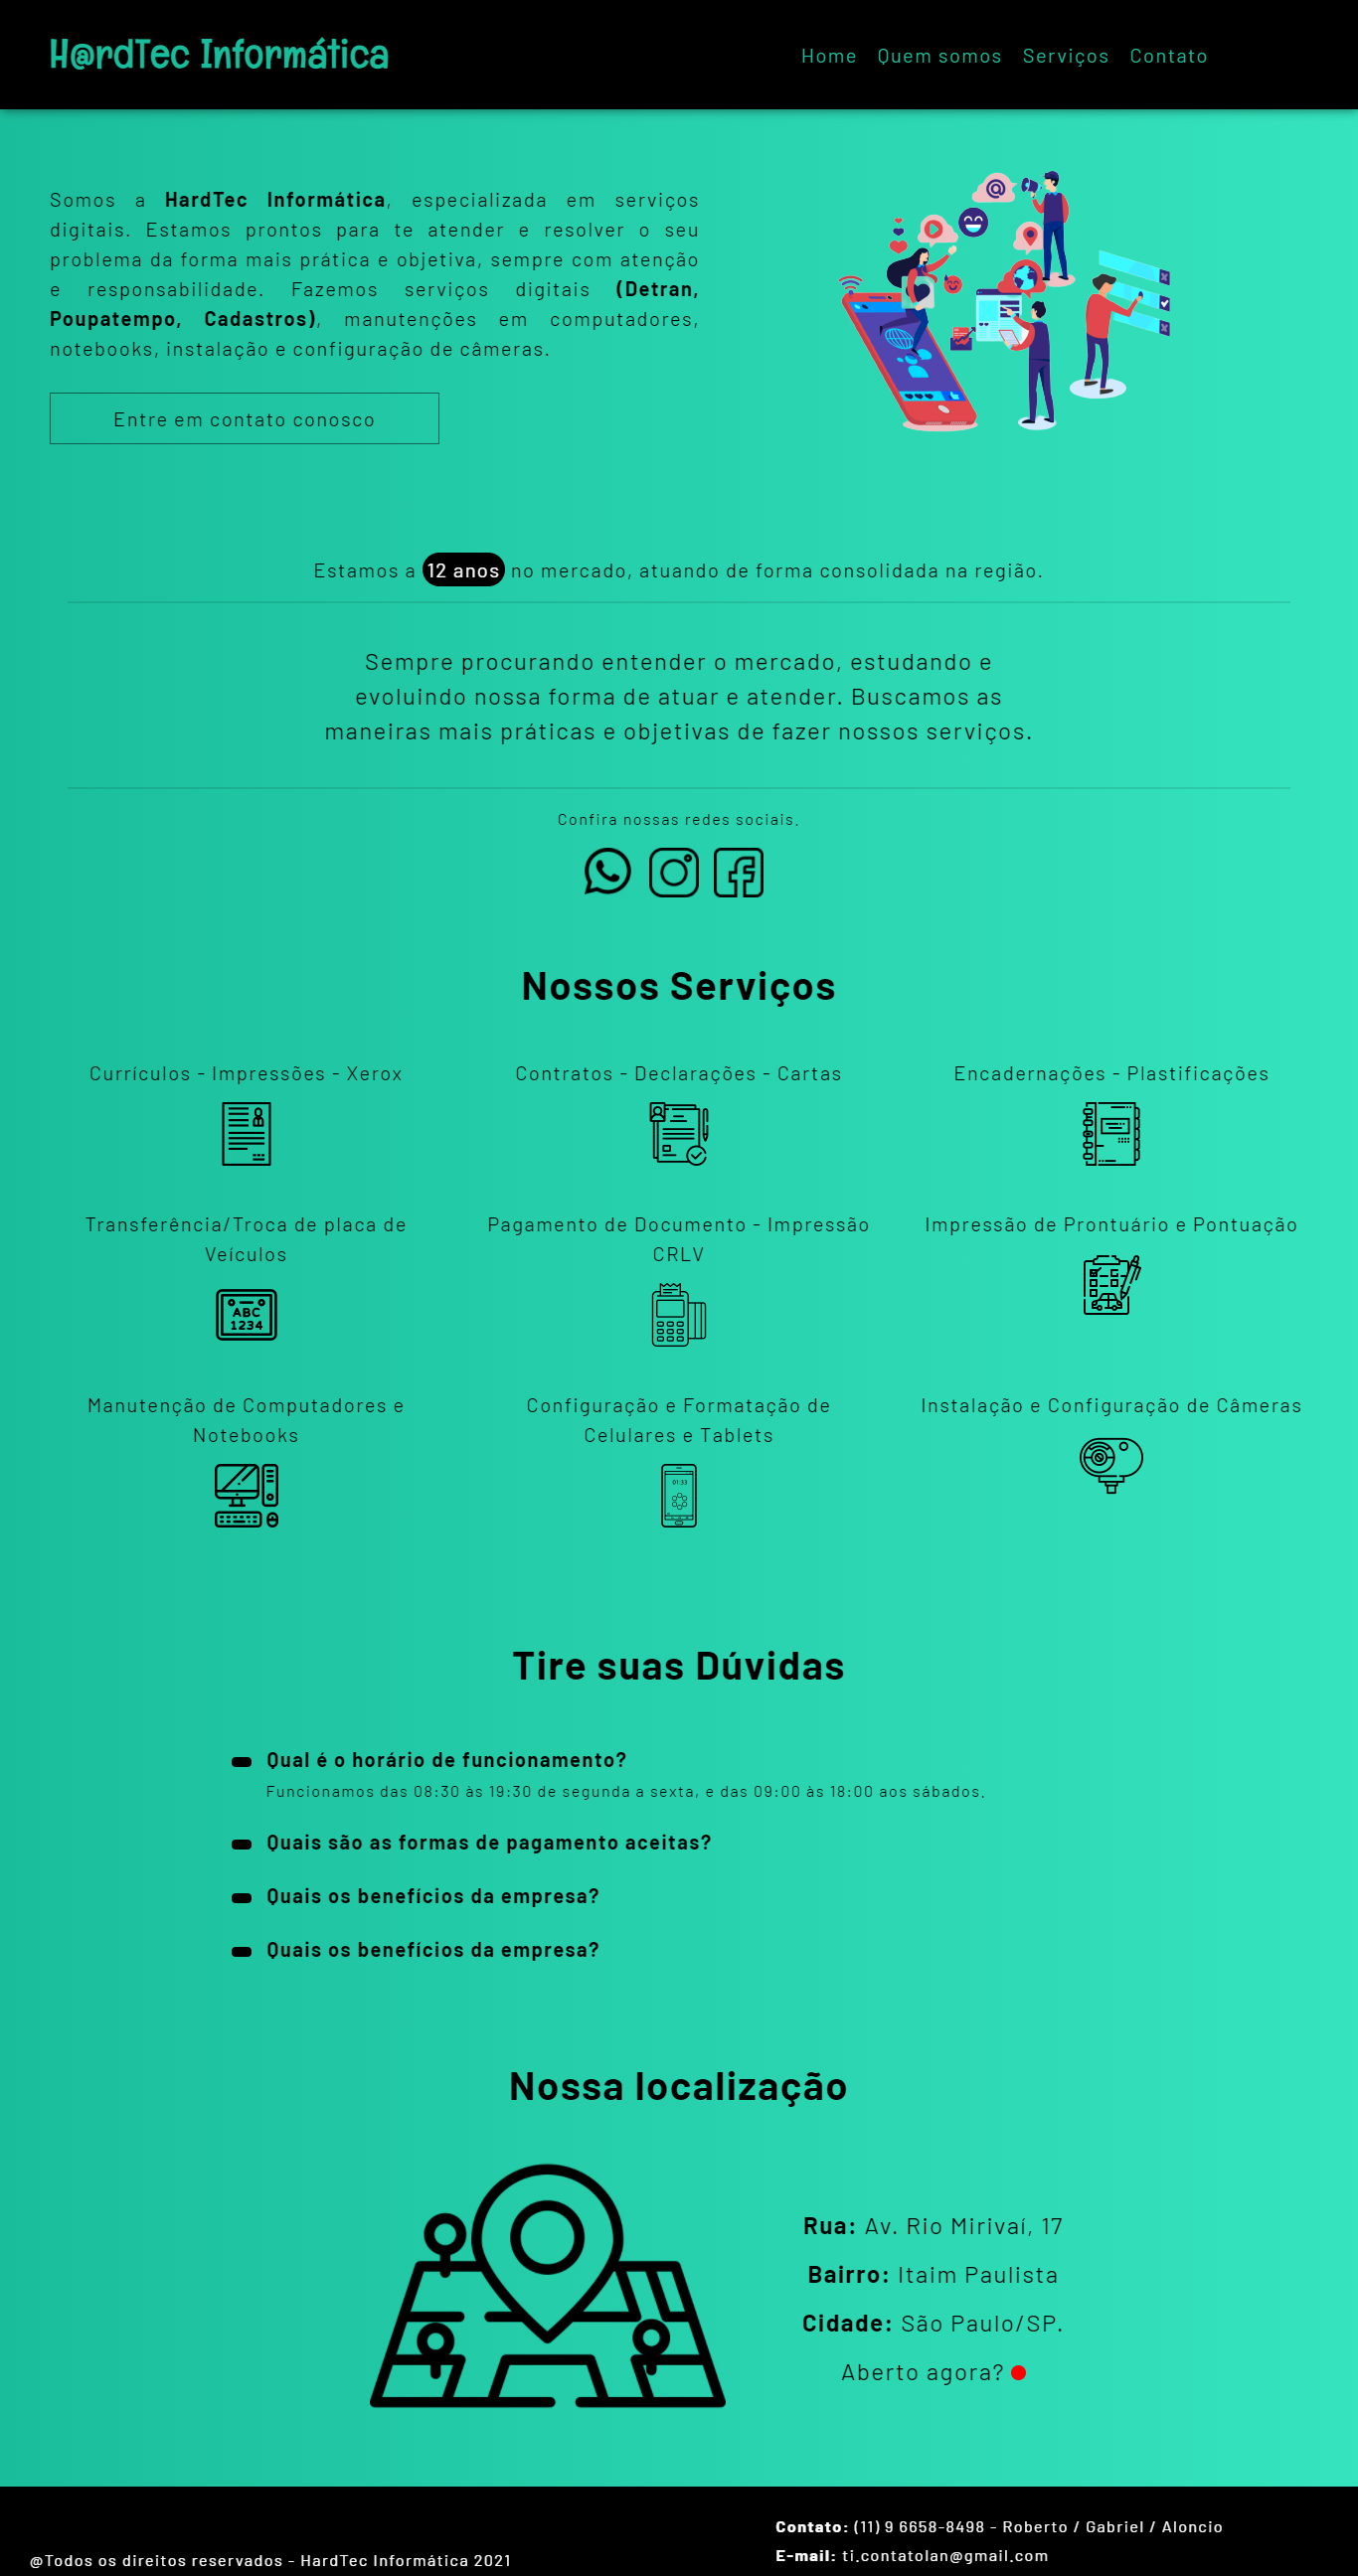 H@rdTec Informática
Home Quem somos Serviços Contato
Somos a HardTec Informática, especializada em serviços
digitais. Estamos prontos para te atender e resolver o seu
problema da forma mais prática e objetiva, sempre com atenção
e responsabilidade. Fazemos serviços digitais (Detran,
Poupatempo, Cadastros), manutenções em computadores,
notebooks, instalação e configuração de câmeras.
Entre em contato conosco
Estamos a 12 anos no mercado, atuando de forma consolidada na região.
Sempre procurando entender o mercado, estudando e
evoluindo nossa forma de atuar e atender. Buscamos as
maneiras mais práticas e objetivas de fazer nossos serviços.
Confira nossas redes sociais.
Nossos Serviços
Currículos - Impressões - Xerox
Contratos - Declarações - Cartas
Encadernações - Plastificações
Transferência/Troca de placa de
Veículos
ABC
1234
Pagamento de Documento - Impressão
CRLV
Impressão de Prontuário e Pontuação
Manutenção de Computadores e
Notebooks
Configuração e Formatação de
Celulares e Tablets
01:33
Instalação e Configuração de Câmeras
Tire suas Dúvidas
Qual é o horário de funcionamento?
Funcionamos das 08:30 às 19:30 de segunda a sexta, e das 09:00 às 18:00 aos sábados.
Quais são as formas de pagamento aceitas?
Quais os benefícios da empresa?
Quais os benefícios da empresa?
Nossa localização
Rua: Av. Rio Mirivaí, 17
Bairro: Itaim Paulista
Cidade: São Paulo/SP.
Aberto agora?
@Todos os direitos reservados - HardTec Informática 2021
Contato: (11) 9 6658-8498 - Roberto / Gabriel / Aloncio
E-mail: ti.contatolan@gmail.com